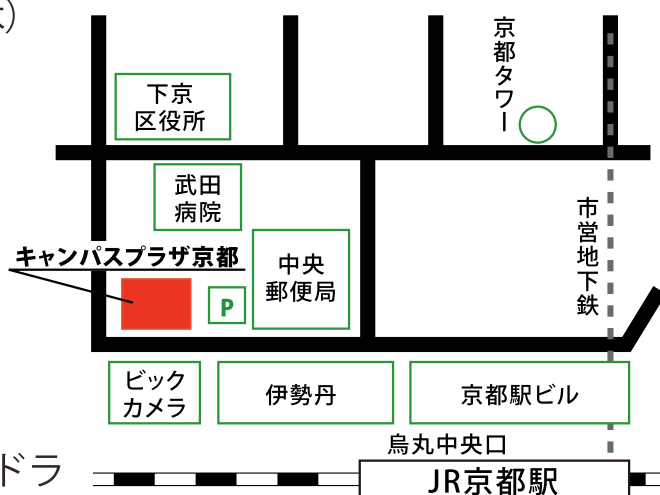 京都タワー
下京
区役所
武田
病院
市営地下鉄
キャンパスプラザ京都
中央
郵便局
P
ビック
カメラ
伊勢丹
京都駅ビル
烏丸中央口
ドラ
JR京都駅